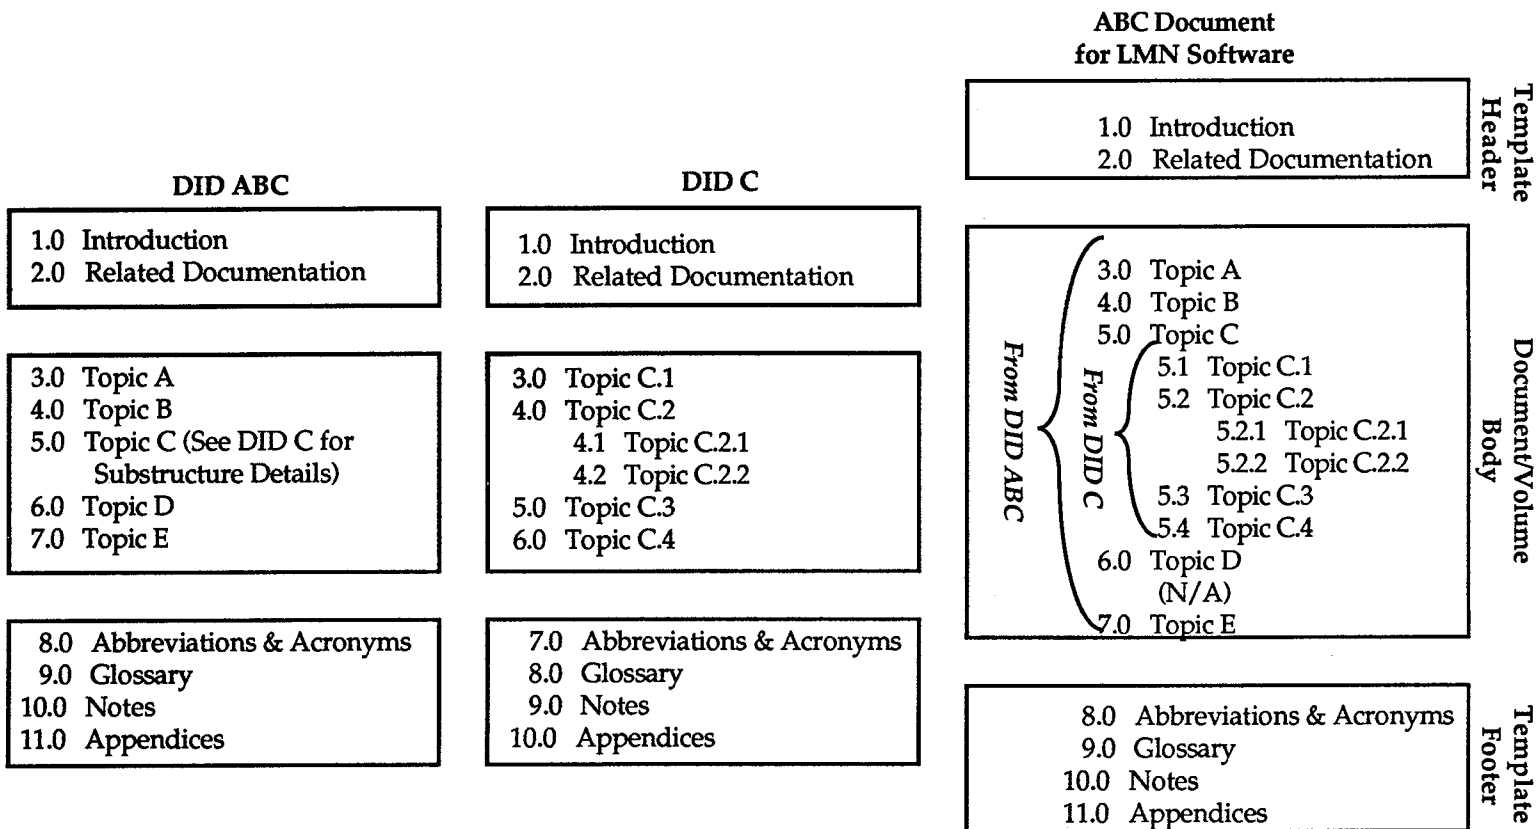 DID ABC
1.0 Introduction
2.0 Related Documentation
3.0 Topic A
4.0 Topic B
5.0 Topic C (See DID C for
Substructure Details)
6.0 Topic D
7.0 Topic E
8.0 Abbreviations & Acronyms
9.0 Glossary
10.0 Notes
11.0 Appendices
DID C
1.0 Introduction
2.0 Related Documentation
3.0 Topic C.1
4.0 Topic C.2
4.1 Topic C.2.1
4.2 Topic C.2.2
5.0 Topic C.3
6.0 Topic C.4
7.0 Abbreviations & Acronyms
8.0 Glossary
9.0 Notes
10.0 Appendices
ABC Document
for LMN Software
1.0 Introduction
2.0 Related Documentation
Template
Header
From DID ABC
3.0 Topic A
4.0 Topic B
5.0 Topic C
From DID C
5.1 Topic C.1
5.2 Topic C.2
5.2.1 Topic C.2.1
5.2.2 Topic C.2.2
5.3 Topic C.3
5.4 Topic C.4
6.0 Topic D
(N/A)
7.0 Topic E
Document/Volume
Body
8.0 Abbreviations & Acronyms
9.0 Glossary
10.0 Notes
11.0 Appendices
Template
Footer